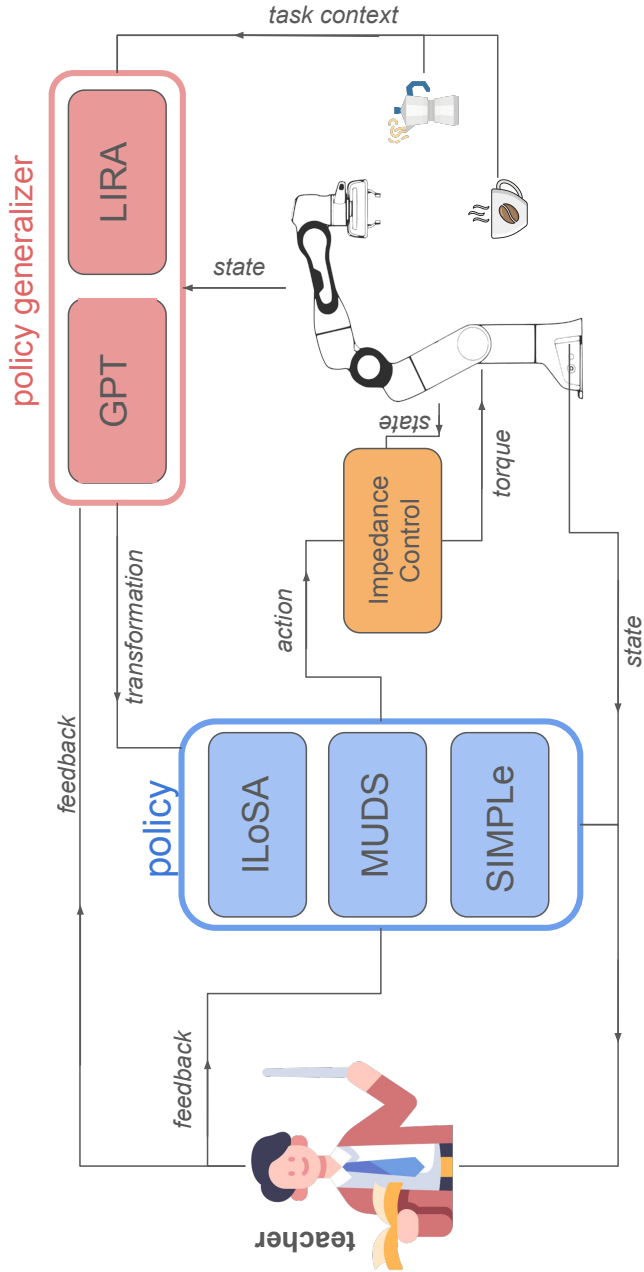 policy generalizer
GPT
LIRA
task context
feedback
transformation
state
policy
ILoSA
MUDS
SIMPLe
action
Impedance
Control
state
torque
feedback
teacher
state